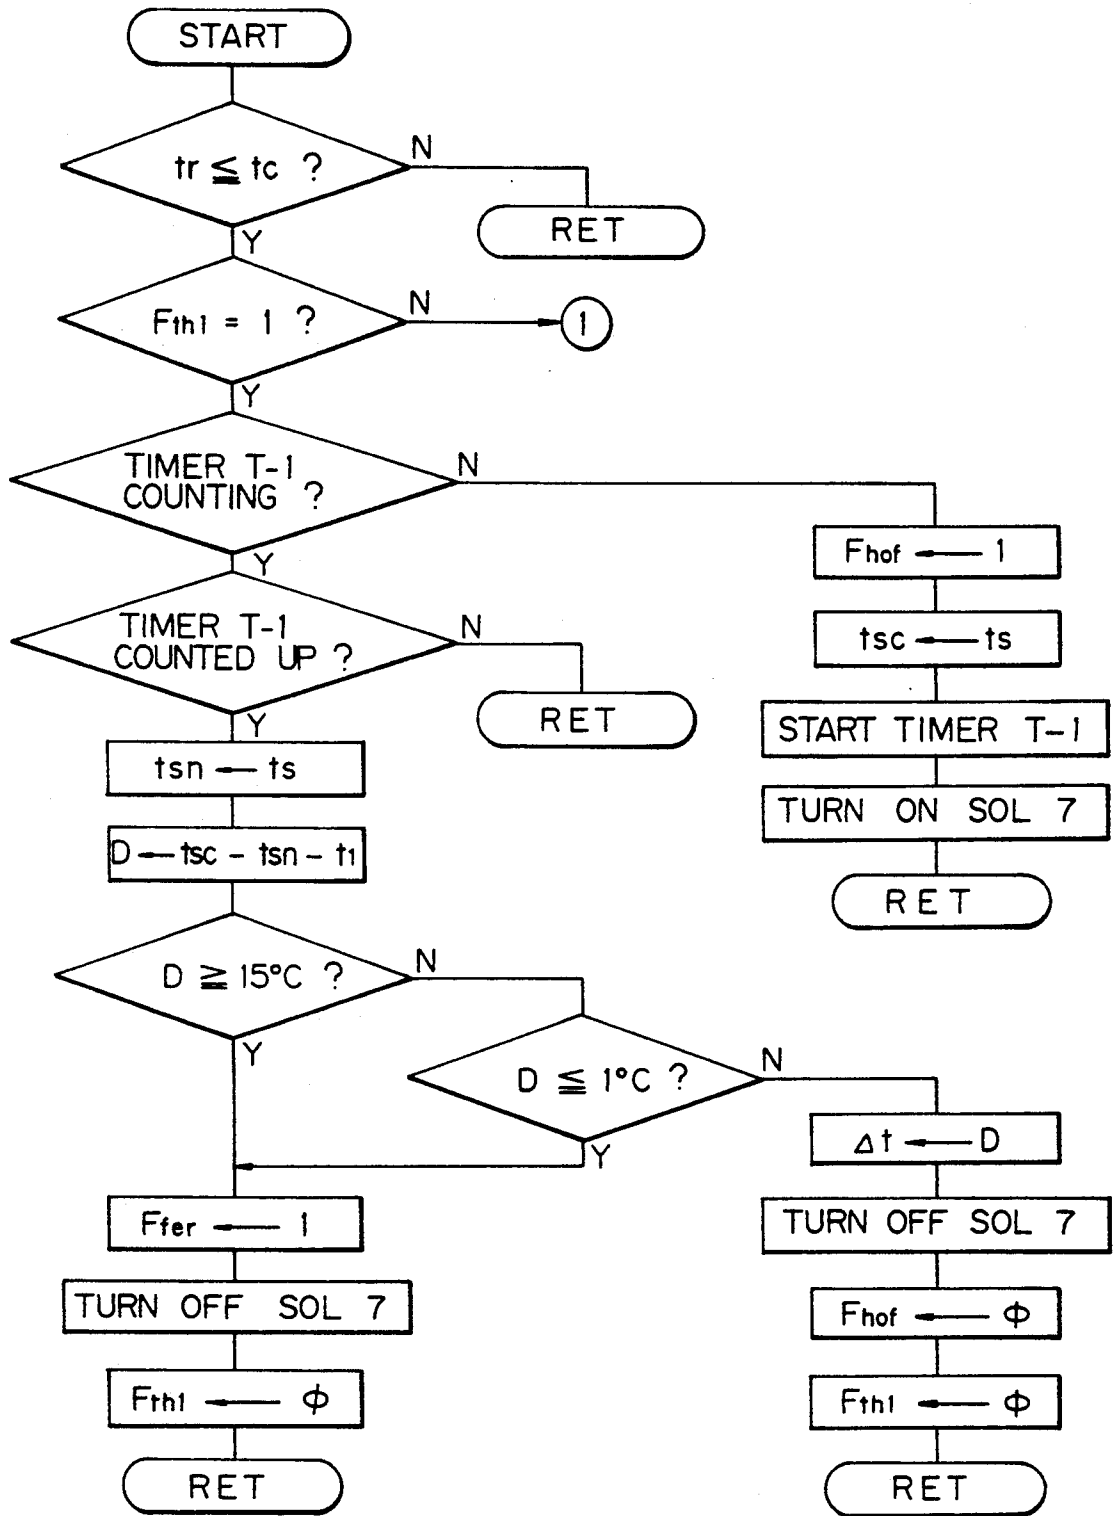 START
tr ≦ tc ?
N
RET
Y
Fth1 = 1 ?
N
1
Y
TIMER T-1
COUNTING ?
N
Y
Fhof ← 1
tsc ← ts
START TIMER T-1
TURN ON SOL 7
RET
TIMER T-1
COUNTED UP ?
N
RET
Y
tsn ← ts
D ← tsc - tsn - t1
D ≧ 15°C ?
N
Y
D ≦ 1°C ?
N
Y
Δt ← D
TURN OFF SOL 7
Fhof ← Φ
Fth1 ← Φ
RET
Ffer ← 1
TURN OFF SOL 7
Fth1 ← Φ
RET